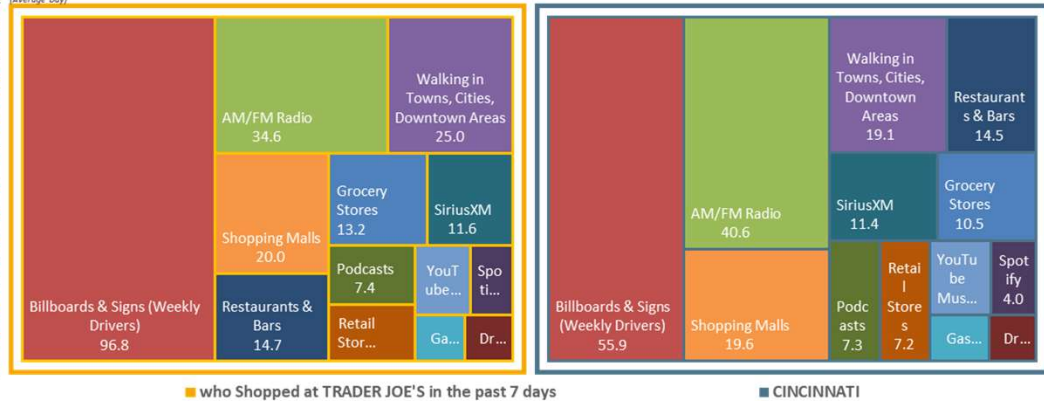 (Average Day)
AM/FM Radio
34.6
Walking in
Towns, Cities,
Downtown Areas
25.0
Shopping Malls
20.0
Grocery
Stores
13.2
SiriusXM
11.6
Podcasts
7.4
YouT
ube...
Spo
ti...
Billboards & Signs (Weekly
Drivers)
96.8
Restaurants &
Bars
14.7
Retail
Stor...
Ga...
Dr...
Walking in
Towns, Cities,
Downtown
Areas
19.1
Restaurant
s & Bars
14.5
AM/FM Radio
40.6
SiriusXM
11.4
Grocery
Stores
10.5
Billboards & Signs
(Weekly Drivers)
55.9
Shopping Malls
19.6
Podc
asts
7.3
Retai
l
Store
s
7.2
YouTu
be
Mus...
Spot
ify
4.0
Gas...
Dr...
who Shopped at TRADER JOE'S in the past 7 days
CINCINNATI